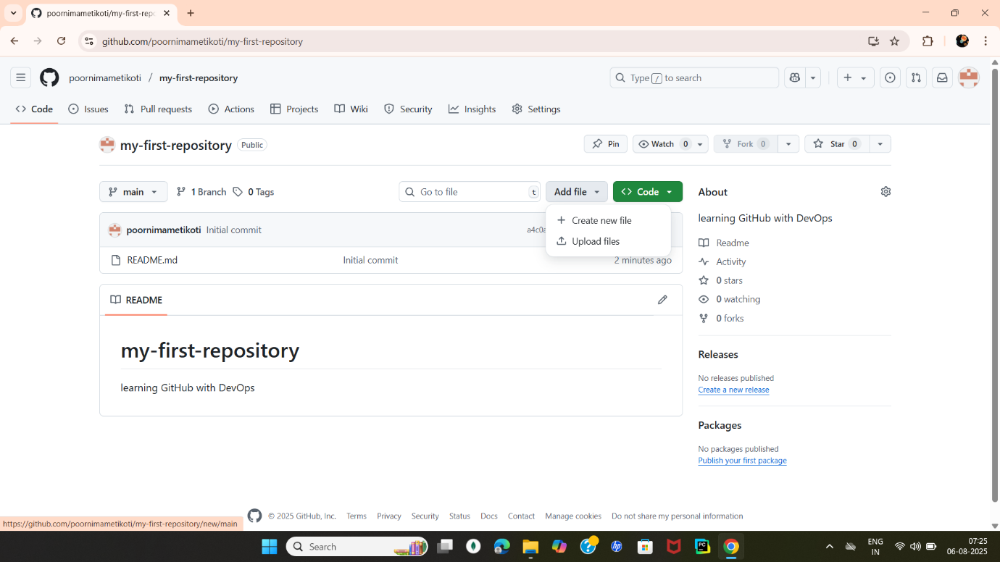 poornimametikoti/my-first-rep
github.com/poornimametikoti/my-first-repository
poornimametikoti / my-first-repository
Type / to search
Code Issues Pull requests Actions Projects Wiki Security Insights Settings
my-first-repository Public
Pin Watch 0 Fork 0 Star 0
main 1 Branch 0 Tags Go to file t Add file Code
Create new file
Upload files
poornimametikoti Initial commit a4c0a
README.md Initial commit 2 minutes ago
README
my-first-repository
learning GitHub with DevOps
About
learning GitHub with DevOps
Readme
Activity
0 stars
0 watching
0 forks
Releases
No releases published
Create a new release
Packages
No packages published
Publish your first package
© 2025 GitHub, Inc. Terms Privacy Security Status Docs Contact Manage cookies Do not share my personal information
https://github.com/poornimametikoti/my-first-repository/new/main
Search
hp
PC
ENG
IN
07:25
06-08-2025